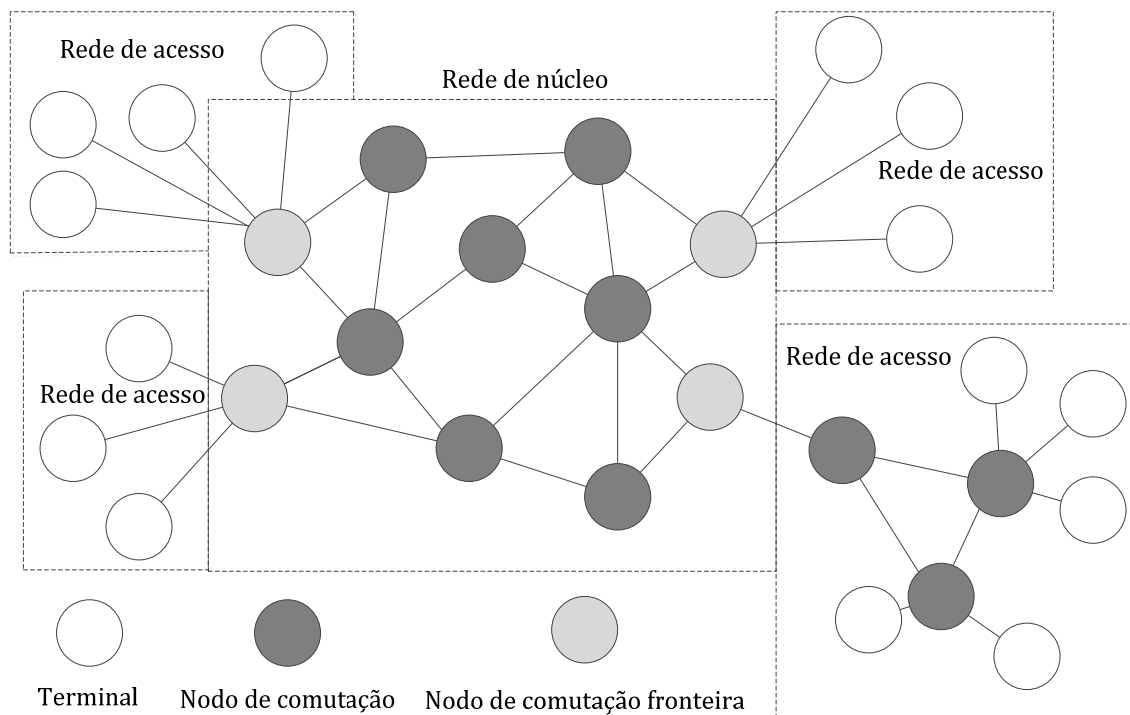 Rede de acesso
Rede de núcleo
Rede de acesso
Rede de acesso
Rede de acesso
Terminal
Nodo de comutação
Nodo de comutação fronteira